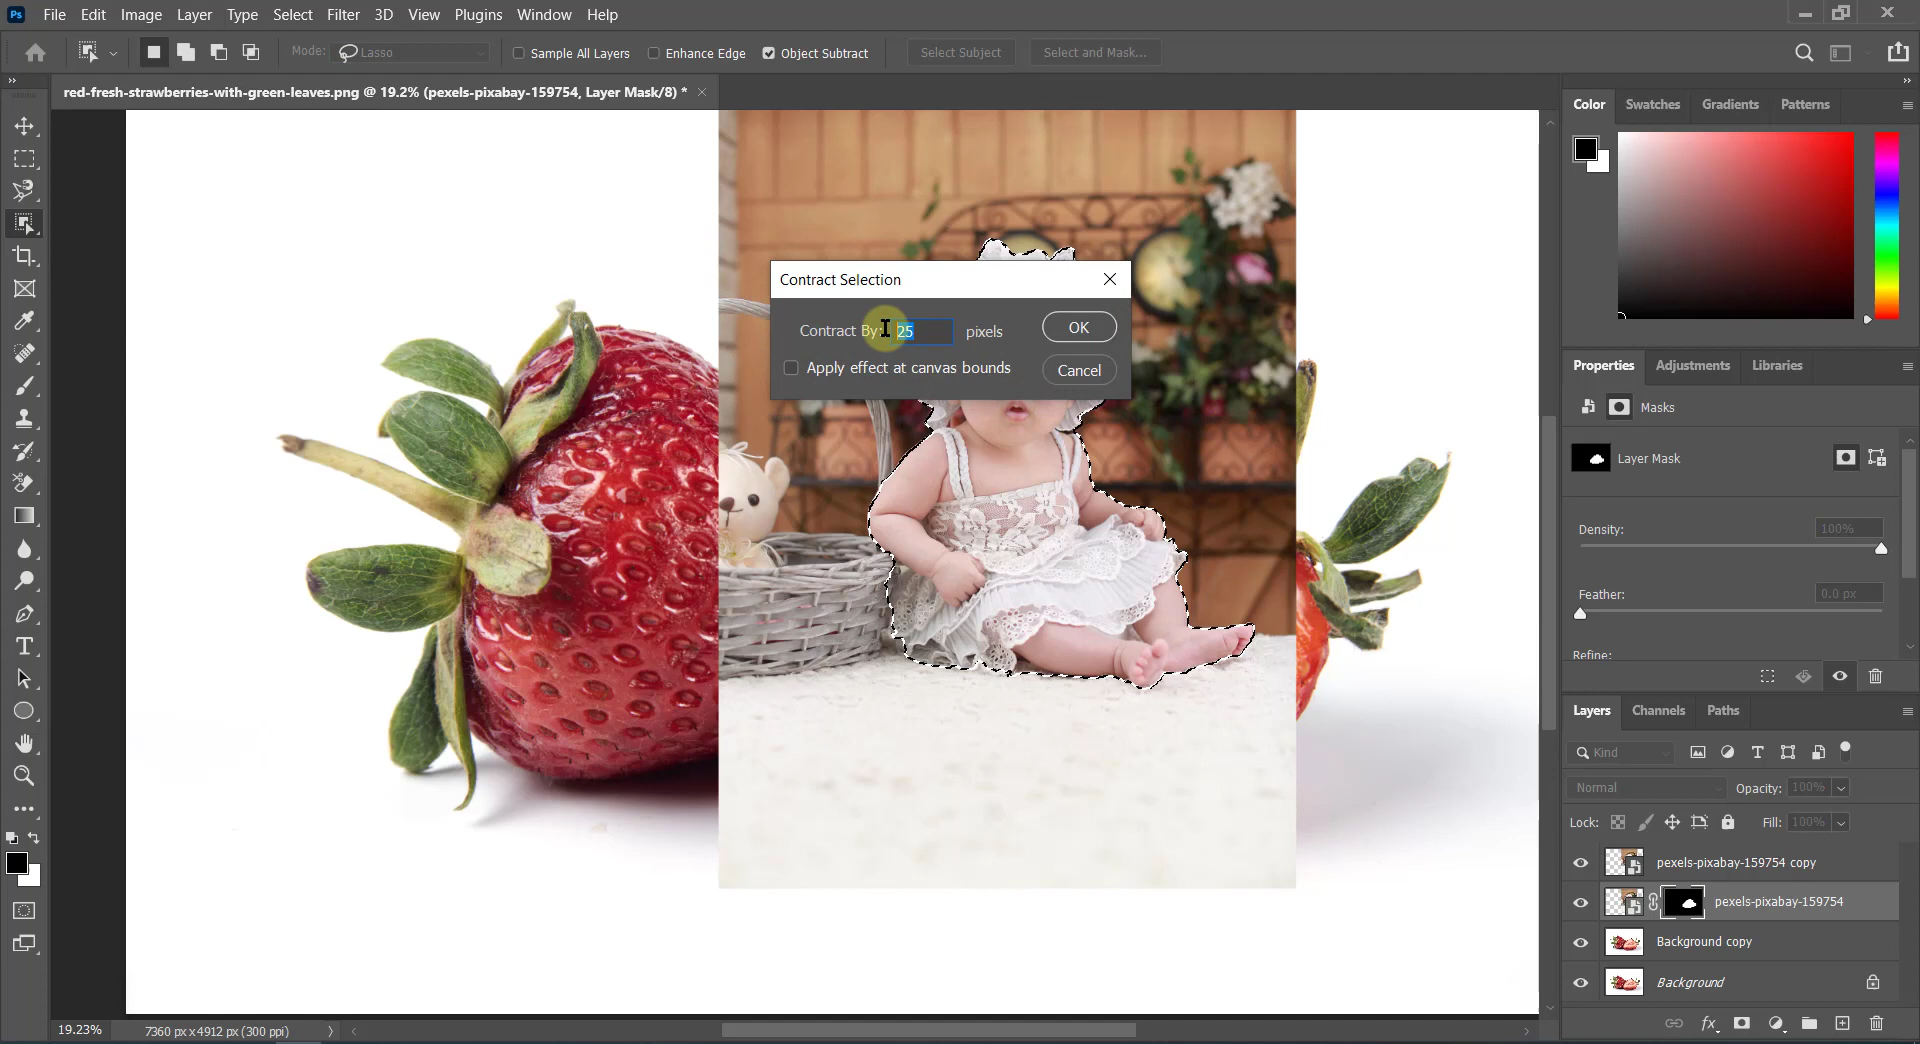 Ps File Edit Image Layer Type Select Filter 3D View Plugins Window Help
Mode: Lasso Sample All Layers Enhance Edge Object Subtract Select Subject Select and Mask...
red-fresh-strawberries-with-green-leaves.png @ 19.2% (pexels-pixabay-159754, Layer Mask/8) *
Color Swatches Gradients Patterns
Contract Selection
Contract By: 25 pixels OK
Apply effect at canvas bounds Cancel
Properties Adjustments Libraries
Masks
Layer Mask
Density: 100%
Feather: 0.0 px
Refine:
Layers Channels Paths
Kind
Normal Opacity: 100%
Lock: Fill: 100%
pexels-pixabay-159754 copy
pexels-pixabay-159754
Background copy
Background
19.23% 7360 px x 4912 px (300 ppi)